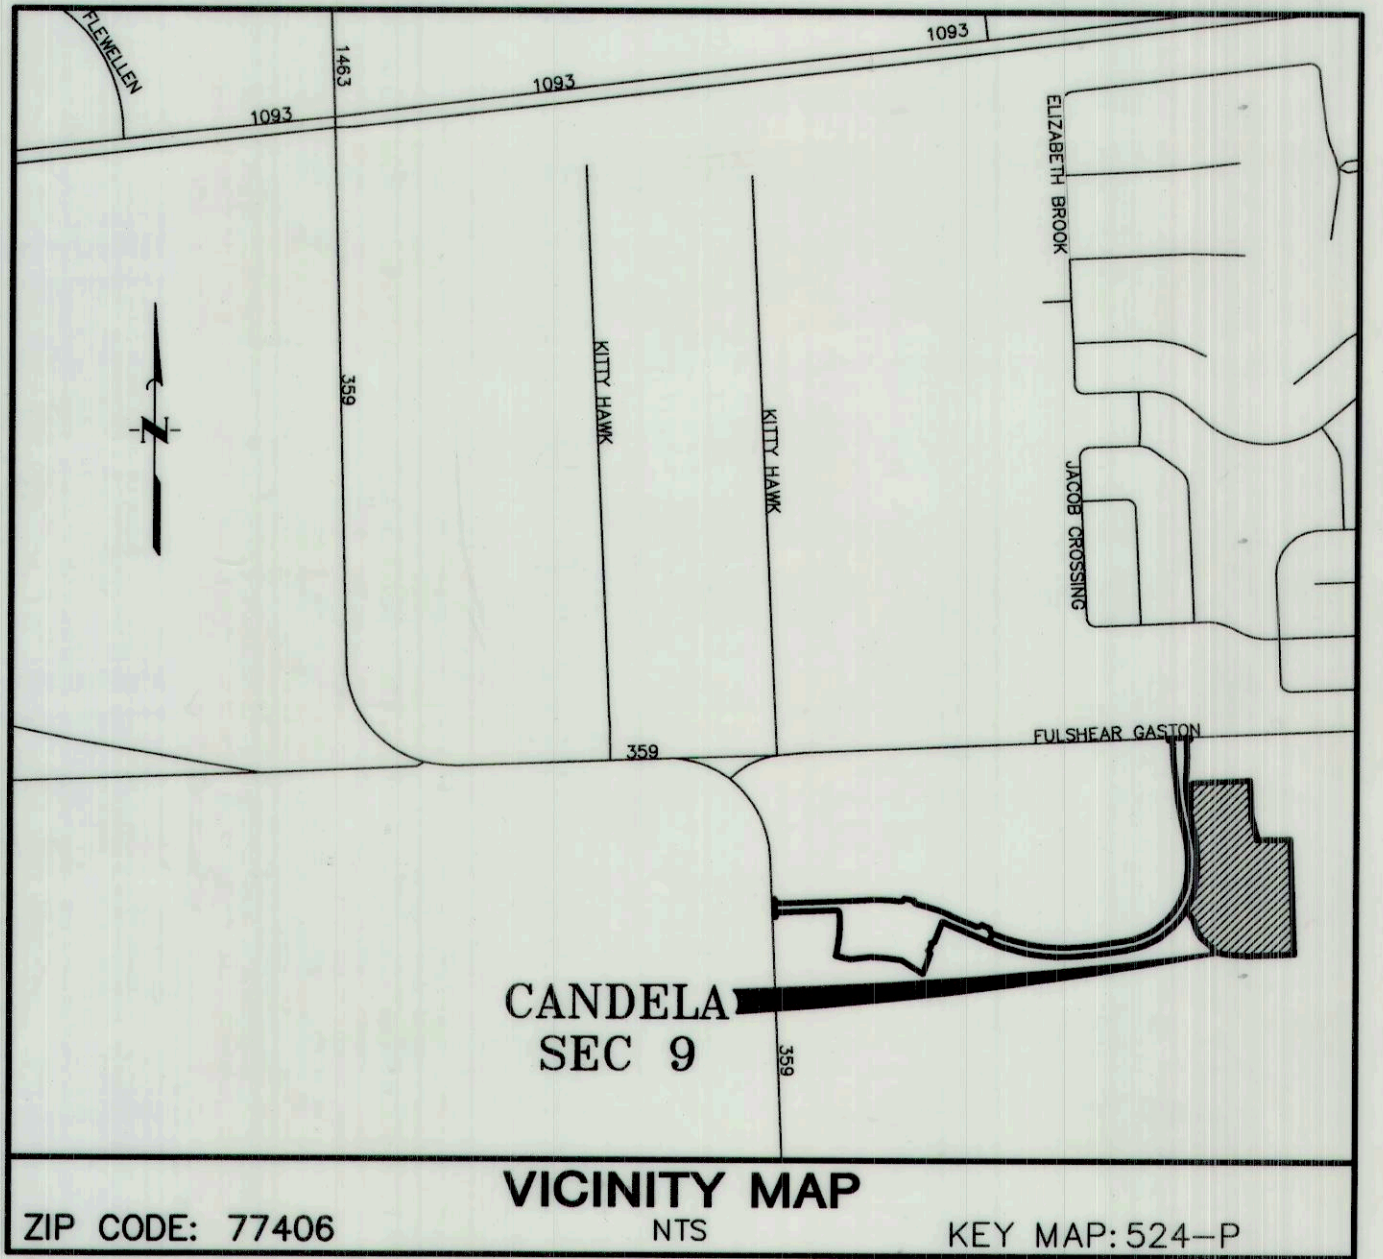 FLEWELLEN
1463
1093
1093
1093
ELIZABETH BROOK
359
KITTY HAWK
KITTY HAWK
N
JACOB CROSSING
FULSHEAR GASTON
359
CANDELA
SEC 9
359
VICINITY MAP
ZIP CODE: 77406
NTS
KEY MAP: 524-P